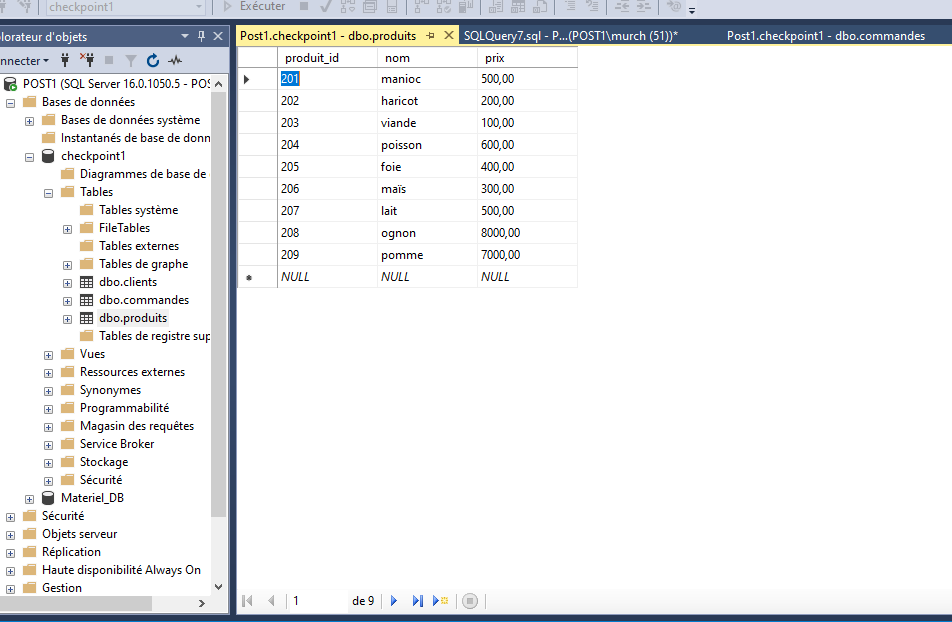 checkpoint1
Exécuter
lorateur d'objets
nnecter
POST1 (SQL Server 16.0.1050.5 - POS
Bases de données
Bases de données système
Instantanés de base de donn
checkpoint1
Diagrammes de base de
Tables
Tables système
FileTables
Tables externes
Tables de graphe
dbo.clients
dbo.commandes
dbo.produits
Tables de registre sup
Vues
Ressources externes
Synonymes
Programmabilité
Magasin des requêtes
Service Broker
Stockage
Sécurité
Materiel_DB
Sécurité
Objets serveur
Réplication
Haute disponibilité Always On
Gestion
Post1.checkpoint1 - dbo.produits
SQLQuery7.sql - P...(POST1\murch (51))*
Post1.checkpoint1 - dbo.commandes
produit_id nom prix
201 manioc 500,00
202 haricot 200,00
203 viande 100,00
204 poisson 600,00
205 foie 400,00
206 maïs 300,00
207 lait 500,00
208 ognon 8000,00
209 pomme 7000,00
NULL NULL NULL
1 de 9